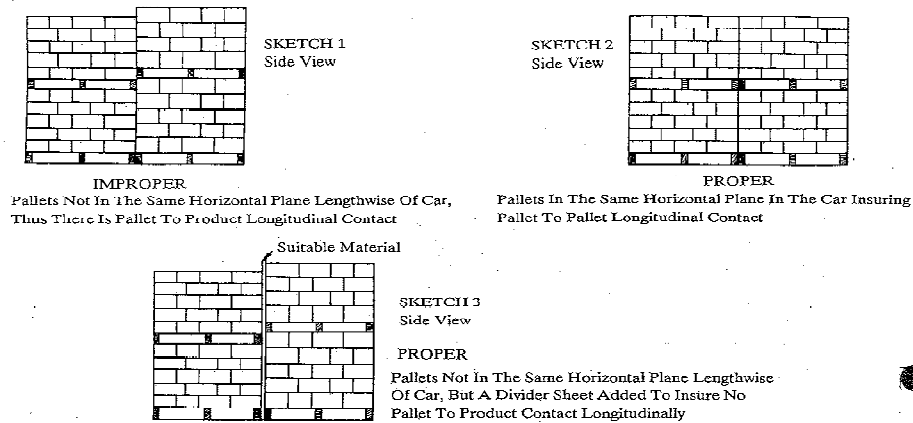 SKETCH 1
Side View
IMPROPER
Pallets Not In The Same Horizontal Plane Lengthwise Of Car,
Thus There Is Pallet To Product Longitudinal Contact
SKETCH 2
Side View
PROPER
Pallets In The Same Horizontal Plane In The Car Insuring
Pallet To Pallet Longitudinal Contact
Suitable Material
SKETCH 3
Side View
PROPER
Pallets Not In The Same Horizontal Plane Lengthwise
Of Car, But A Divider Sheet Added To Insure No
Pallet To Product Contact Longitudinally